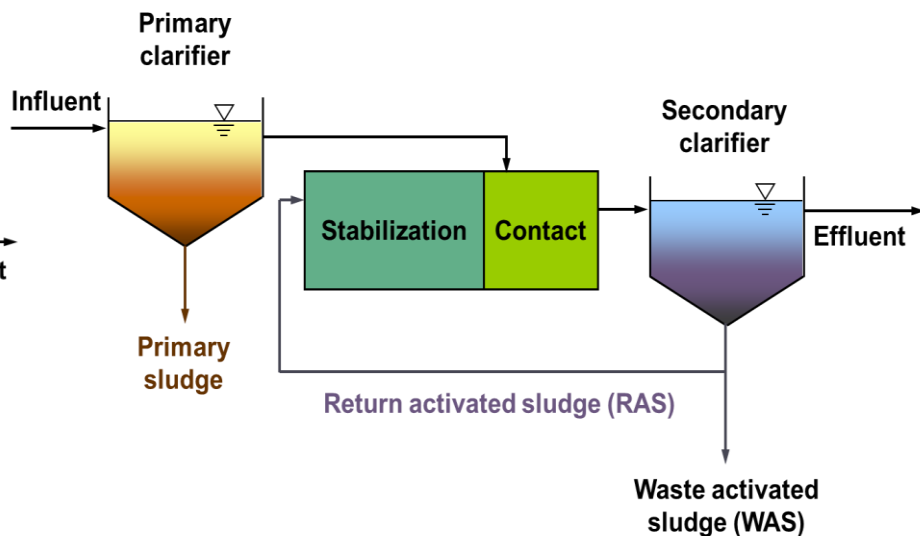 Primary
clarifier
Influent
Secondary
clarifier
Stabilization
Contact
Effluent
t
Primary
sludge
Return activated sludge (RAS)
Waste activated
sludge (WAS)